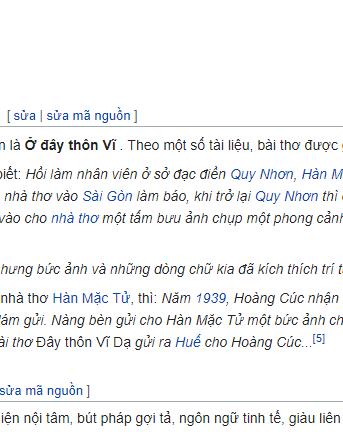 [ sửa | sửa mã nguồn ]
n là Ở đây thôn Vĩ . Theo một số tài liệu, bài thơ được
biết: Hồi làm nhân viên ở sở đạc điền Quy Nhơn, Hàn M
nhà thơ vào Sài Gòn làm báo, khi trở lại Quy Nhơn thì
vào cho nhà thơ một tấm bưu ảnh chụp một phong cảnh
hưng bức ảnh và những dòng chữ kia đã kích thích trí t
nhà thơ Hàn Mặc Tử, thì: Năm 1939, Hoàng Cúc nhận
ám gửi. Nàng bèn gửi cho Hàn Mặc Tử một bức ảnh ch
ài thơ Đây thôn Vĩ Dạ gửi ra Huế cho Hoàng Cúc...[5]
sửa mã nguồn ]
iện nội tâm, bút pháp gợi tả, ngôn ngữ tinh tế, giàu liên